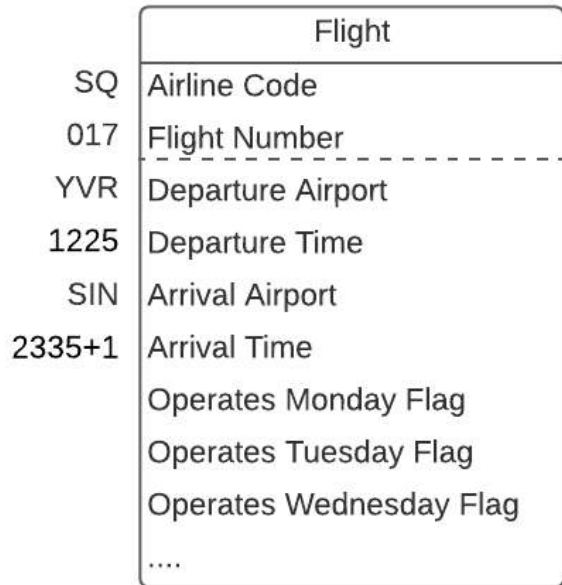 Flight
SQ Airline Code
017 Flight Number
YVR Departure Airport
1225 Departure Time
SIN Arrival Airport
2335+1 Arrival Time
Operates Monday Flag
Operates Tuesday Flag
Operates Wednesday Flag
....